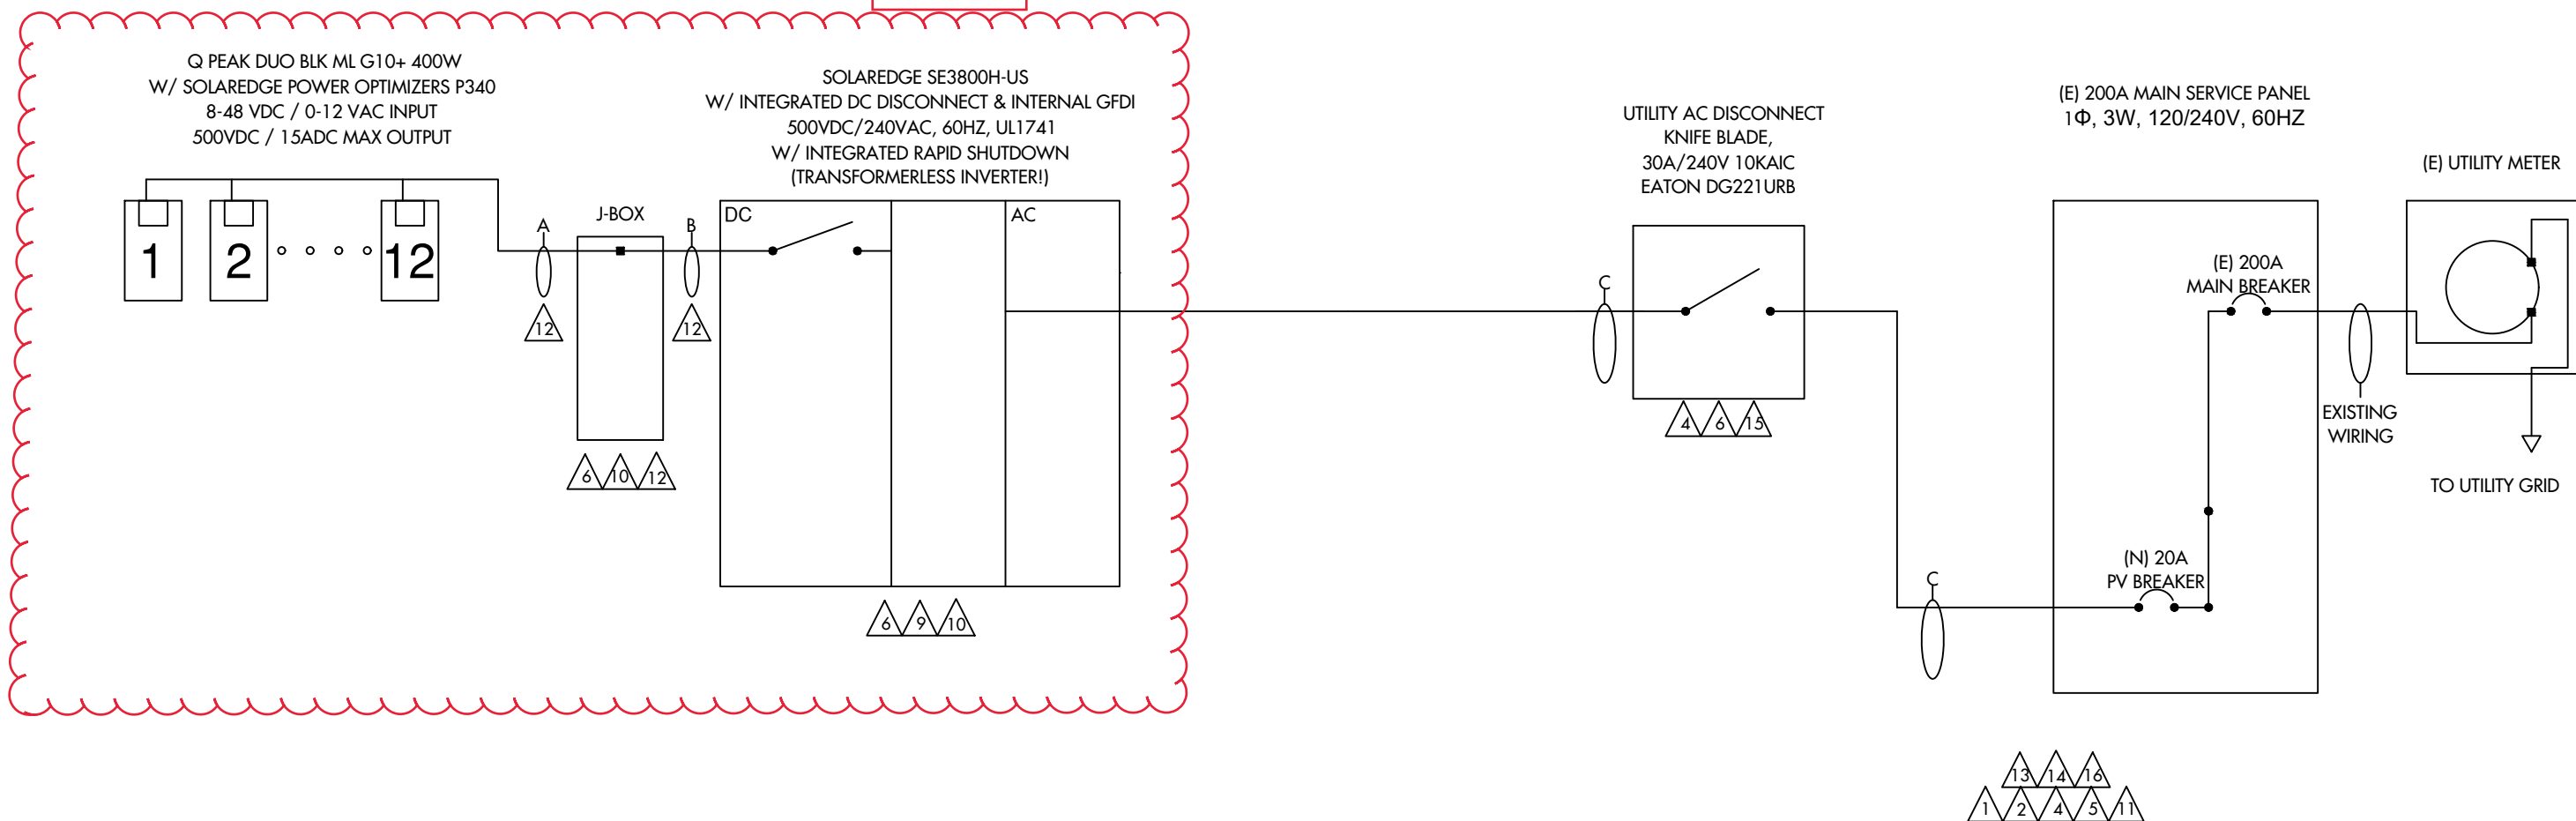 Q PEAK DUO BLK ML G10+ 400W
W/ SOLAREDGE POWER OPTIMIZERS P340
8-48 VDC / 0-12 VAC INPUT
500VDC / 15ADC MAX OUTPUT
1
2
12
A
12
J-BOX
6 10 12
B
12
SOLAREDGE SE3800H-US
W/ INTEGRATED DC DISCONNECT & INTERNAL GFDI
500VDC/240VAC, 60HZ, UL1741
W/ INTEGRATED RAPID SHUTDOWN
(TRANSFORMERLESS INVERTER!)
DC
AC
6 9 10
C
UTILITY AC DISCONNECT
KNIFE BLADE,
30A/240V 10KAIC
EATON DG221URB
4 6 15
C
(E) 200A MAIN SERVICE PANEL
1Φ, 3W, 120/240V, 60HZ
(E) 200A
MAIN BREAKER
(N) 20A
PV BREAKER
13 14 16
1 2 4 5 11
EXISTING
WIRING
(E) UTILITY METER
TO UTILITY GRID